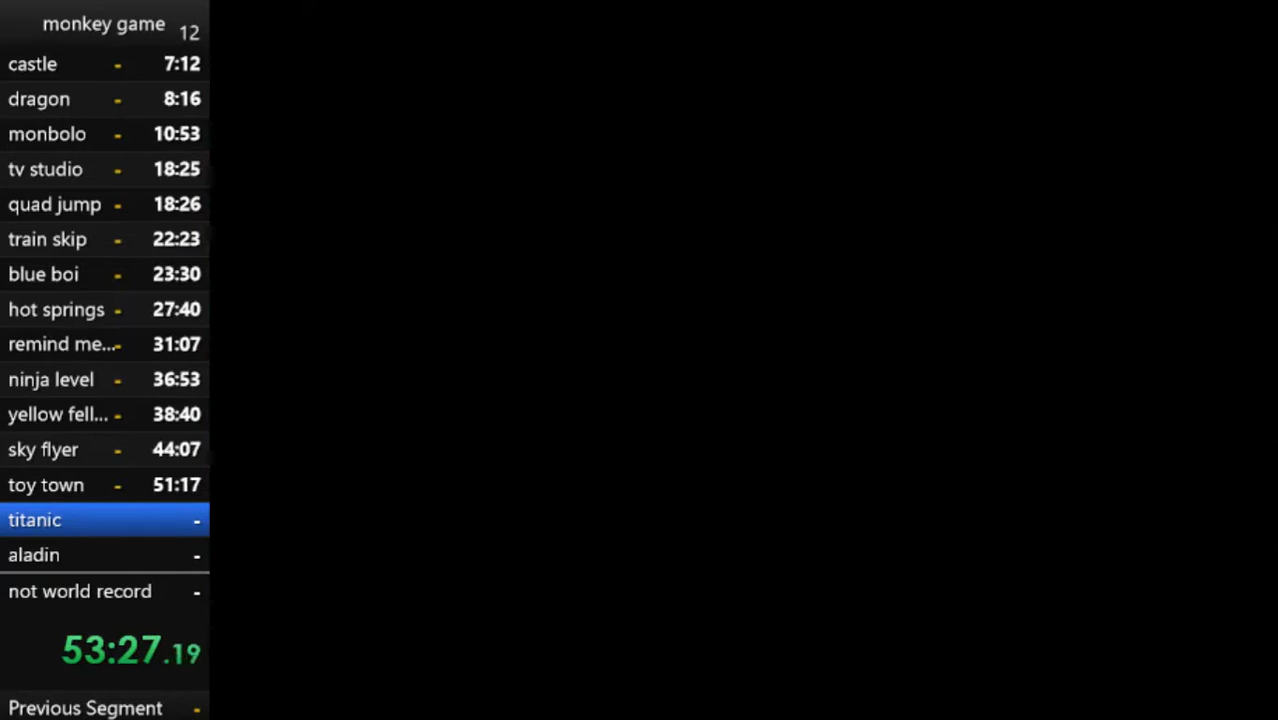 monkey game 12
castle - 7:12
dragon - 8:16
monbolo - 10:53
tv studio - 18:25
quad jump - 18:26
train skip - 22:23
blue boi - 23:30
hot springs - 27:40
remind me... - 31:07
ninja level - 36:53
yellow fell... - 38:40
sky flyer - 44:07
toy town - 51:17
titanic -
aladin -
not world record -
53:27.19
Previous Segment -